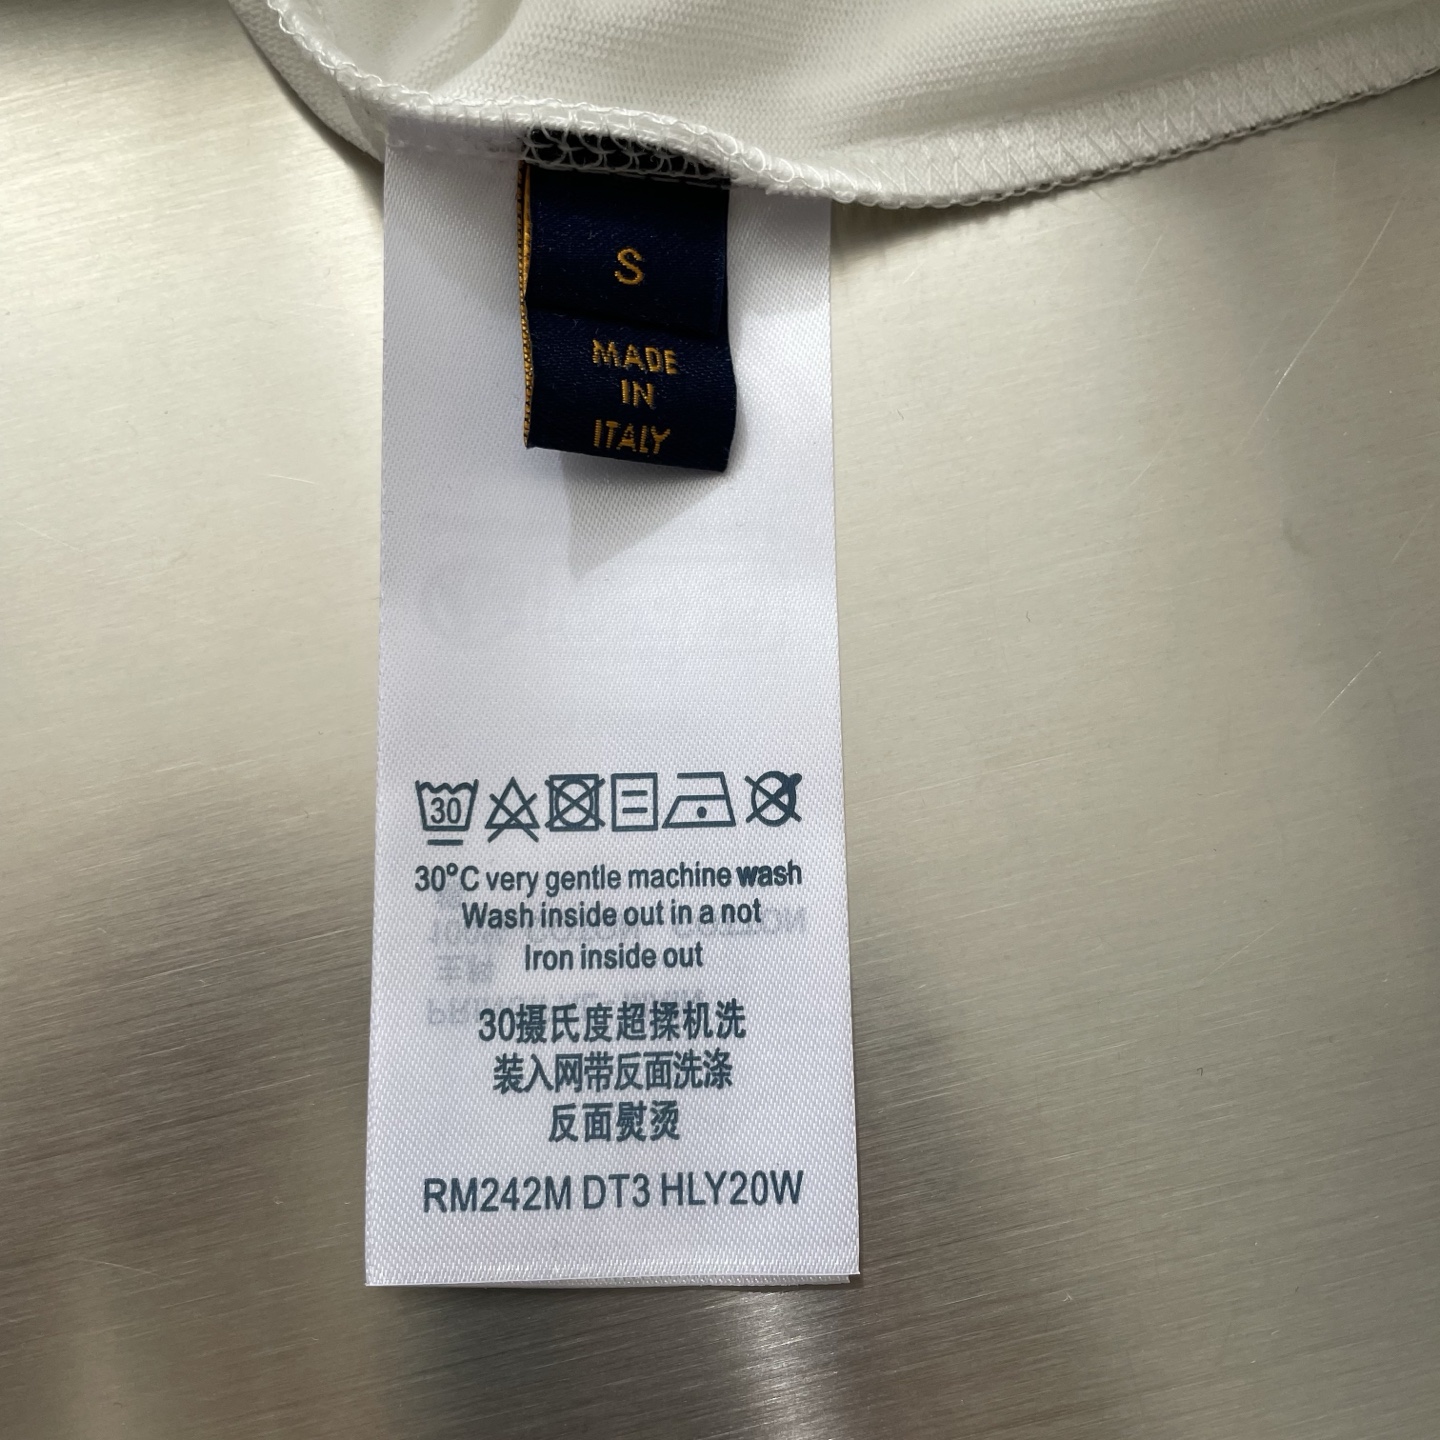 S
MADE
IN
ITALY
30
30°C very gentle machine wash
Wash inside out in a not
Iron inside out
30摄氏度超揉机洗
装入网带反面洗涤
反面熨烫
RM242M DT3 HLY20W